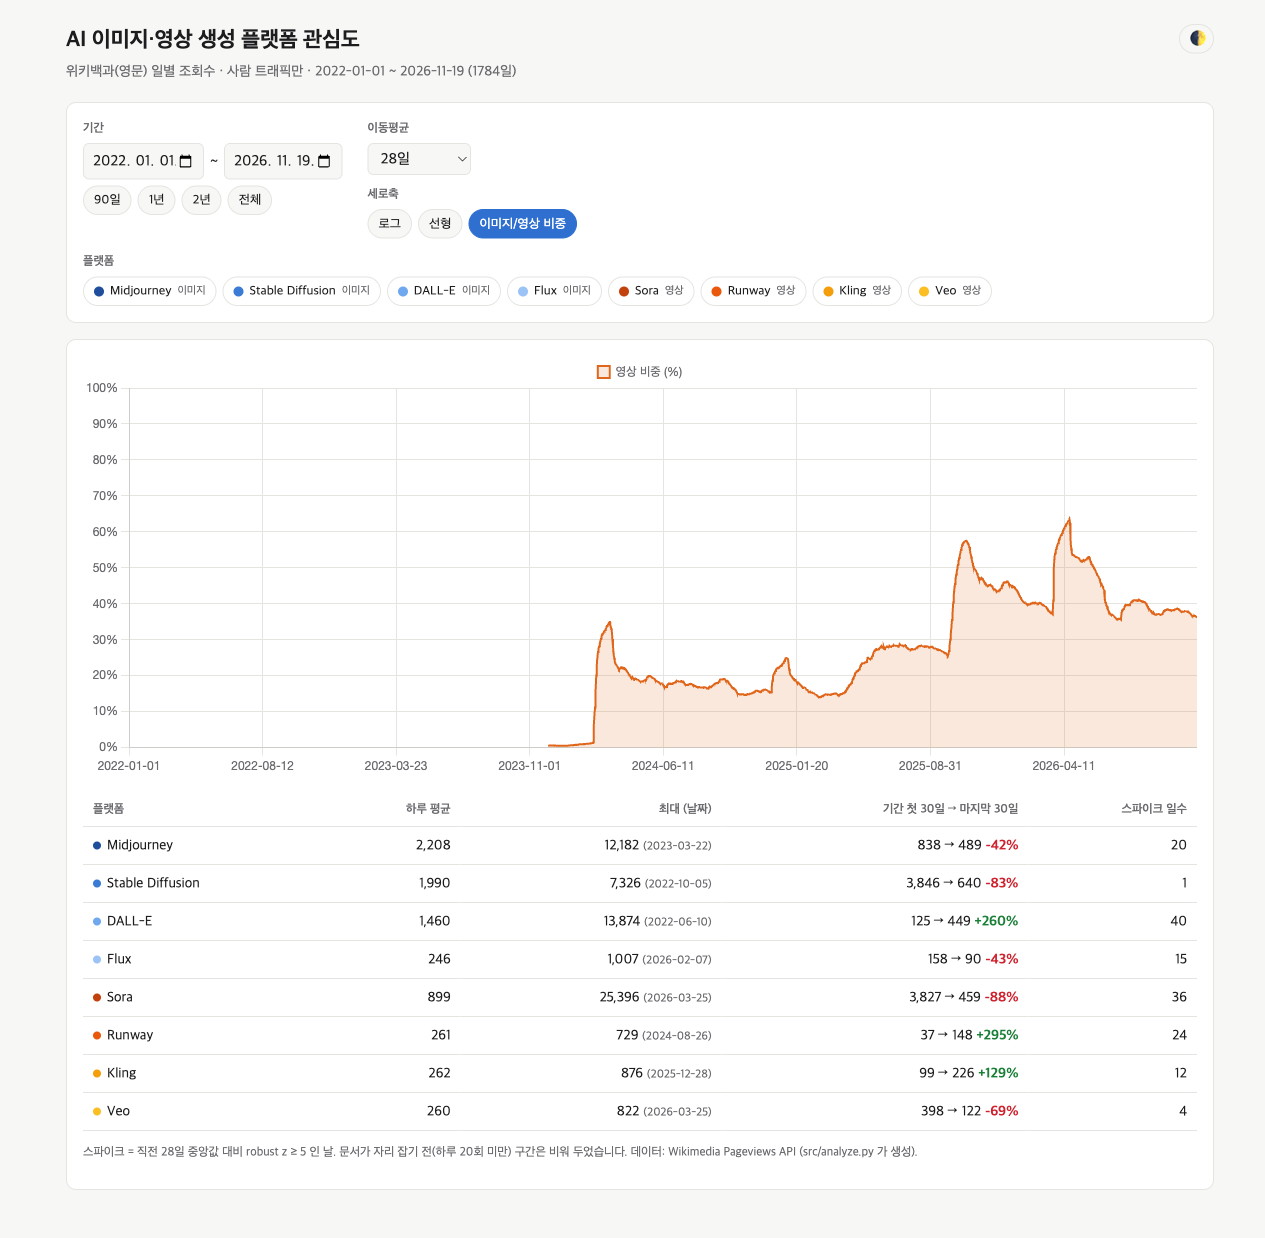 AI 이미지·영상 생성 플랫폼 관심도
위키백과(영문) 일별 조회수 · 사람 트래픽만 · 2022-01-01 ~ 2026-11-19 (1784일)
기간
2022. 01. 01. ~ 2026. 11. 19.
90일 1년 2년 전체
이동평균
28일
세로축
로그 선형 이미지/영상 비중
플랫폼
Midjourney 이미지 Stable Diffusion 이미지 DALL-E 이미지 Flux 이미지 Sora 영상 Runway 영상 Kling 영상 Veo 영상
영상 비중 (%)
100%
90%
80%
70%
60%
50%
40%
30%
20%
10%
0%
2022-01-01 2022-08-12 2023-03-23 2023-11-01 2024-06-11 2025-01-20 2025-08-31 2026-04-11
플랫폼 하루 평균 최대 (날짜) 기간 첫 30일 → 마지막 30일 스파이크 일수
Midjourney 2,208 12,182 (2023-03-22) 838 → 489 -42% 20
Stable Diffusion 1,990 7,326 (2022-10-05) 3,846 → 640 -83% 1
DALL-E 1,460 13,874 (2022-06-10) 125 → 449 +260% 40
Flux 246 1,007 (2026-02-07) 158 → 90 -43% 15
Sora 899 25,396 (2026-03-25) 3,827 → 459 -88% 36
Runway 261 729 (2024-08-26) 37 → 148 +295% 24
Kling 262 876 (2025-12-28) 99 → 226 +129% 12
Veo 260 822 (2026-03-25) 398 → 122 -69% 4
스파이크 = 직전 28일 중앙값 대비 robust z ≥ 5 인 날. 문서가 자리 잡기 전(하루 20회 미만) 구간은 비워 두었습니다. 데이터: Wikimedia Pageviews API (src/analyze.py 가 생성).